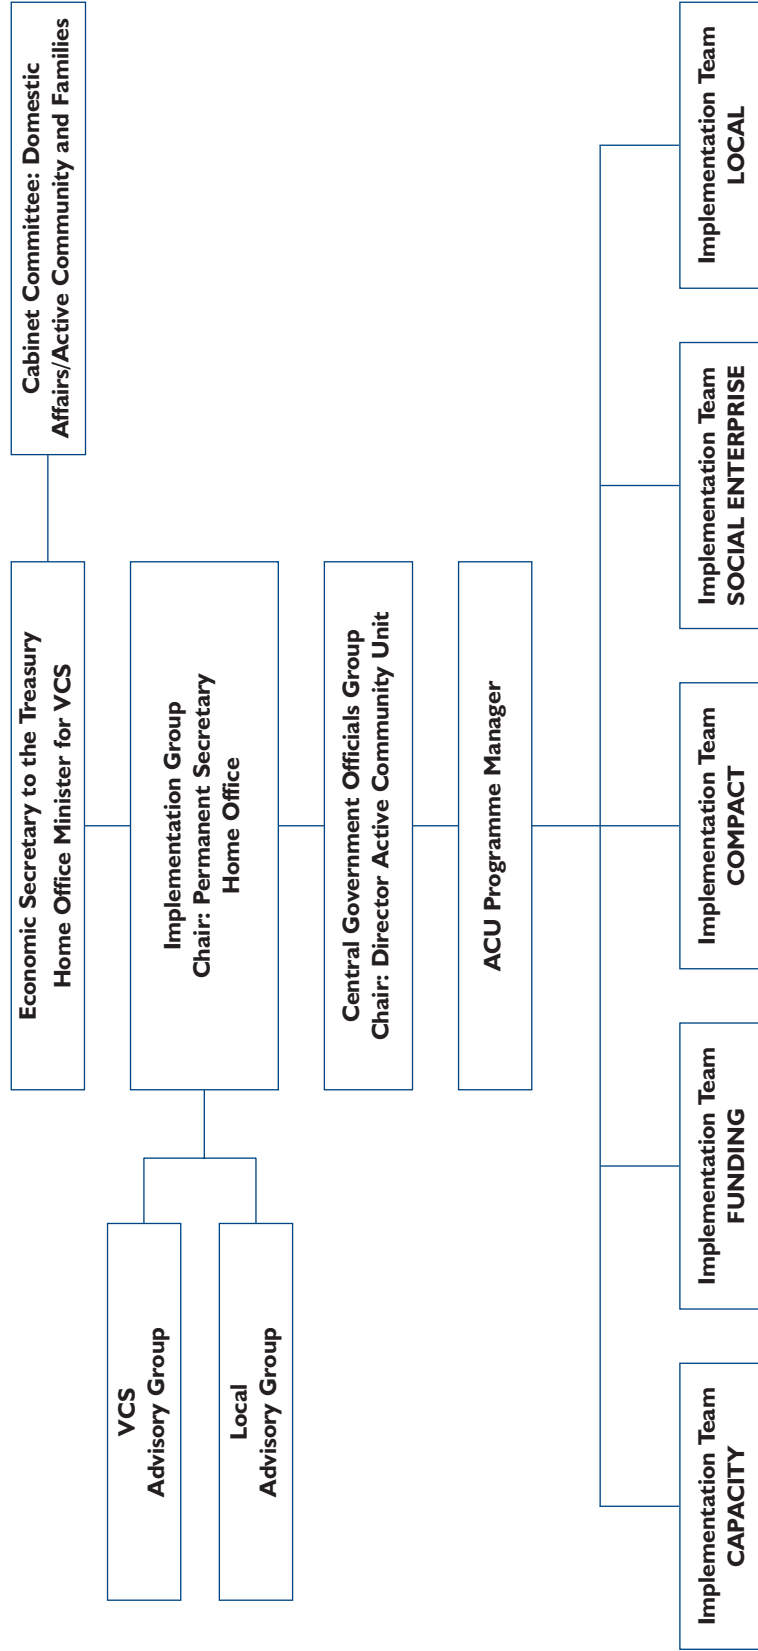 Economic Secretary to the Treasury
Home Office Minister for VCS
Cabinet Committee: Domestic
Affairs/Active Community and Families
Implementation Group
Chair: Permanent Secretary
Home Office
VCS
Advisory Group
Local
Advisory Group
Central Government Officials Group
Chair: Director Active Community Unit
ACU Programme Manager
Implementation Team
CAPACITY
Implementation Team
FUNDING
Implementation Team
COMPACT
Implementation Team
SOCIAL ENTERPRISE
Implementation Team
LOCAL